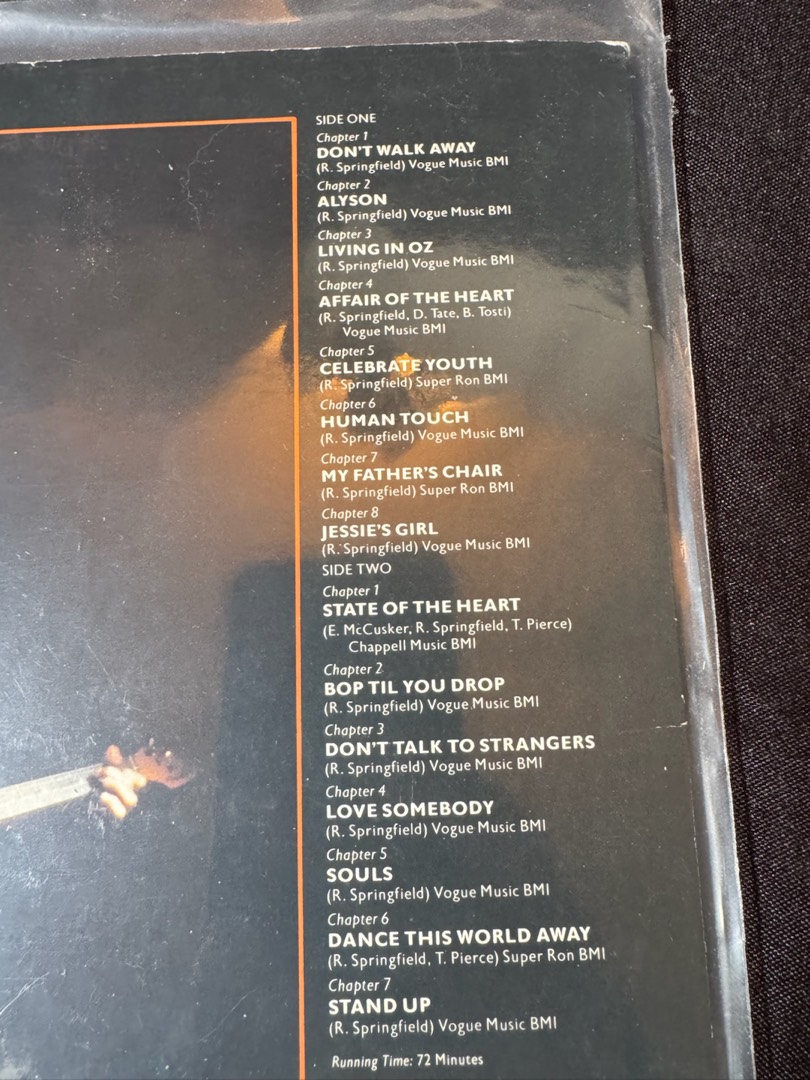 SIDE ONE
Chapter 1
DON'T WALK AWAY
(R. Springfield) Vogue Music BMI
Chapter 2
ALYSON
(R. Springfield) Vogue Music BMI
Chapter 3
LIVING IN OZ
(R. Springfield) Vogue Music BMI
Chapter 4
AFFAIR OF THE HEART
(R. Springfield, D. Tate, B. Tosti)
Vogue Music BMI
Chapter 5
CELEBRATE YOUTH
(R. Springfield) Super Ron BMI
Chapter 6
HUMAN TOUCH
(R. Springfield) Vogue Music BMI
Chapter 7
MY FATHER'S CHAIR
(R. Springfield) Super Ron BMI
Chapter 8
JESSIE'S GIRL
(R. Springfield) Vogue Music BMI
SIDE TWO
Chapter 1
STATE OF THE HEART
(E. McCusker, R. Springfield, T. Pierce)
Chappell Music BMI
Chapter 2
BOP TIL YOU DROP
(R. Springfield) Vogue Music BMI
Chapter 3
DON'T TALK TO STRANGERS
(R. Springfield) Vogue Music BMI
Chapter 4
LOVE SOMEBODY
(R. Springfield) Vogue Music BMI
Chapter 5
SOULS
(R. Springfield) Vogue Music BMI
Chapter 6
DANCE THIS WORLD AWAY
(R. Springfield, T. Pierce) Super Ron BMI
Chapter 7
STAND UP
(R. Springfield) Vogue Music BMI
Running Time: 72 Minutes